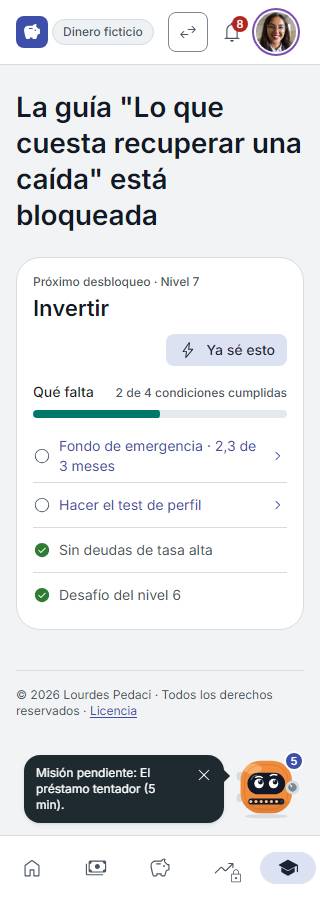 Dinero ficticio
8
La guía "Lo que
cuesta recuperar una
caída" está
bloqueada
Próximo desbloqueo · Nivel 7
Invertir
Ya sé esto
Qué falta
2 de 4 condiciones cumplidas
Fondo de emergencia · 2,3 de
3 meses
Hacer el test de perfil
Sin deudas de tasa alta
Desafío del nivel 6
© 2026 Lourdes Pedaci · Todos los derechos
reservados · Licencia
Misión pendiente: El
préstamo tentador (5
min).
5